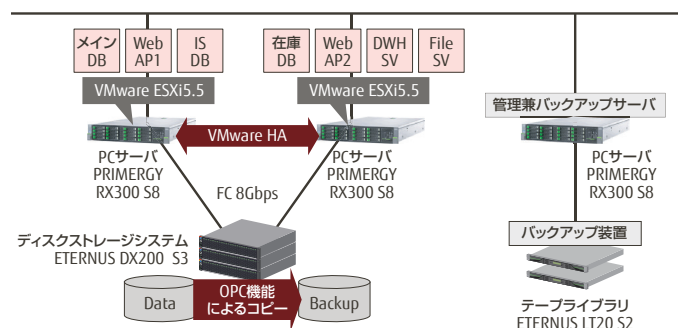 メイン
DB
Web
AP1
IS
DB
在庫
DB
Web
AP2
DWH
SV
File
SV
VMware ESXi5.5
VMware ESXi5.5
管理兼バックアップサーバ
VMware HA
PCサーバ
PRIMERGY
RX300 S8
PCサーバ
PRIMERGY
RX300 S8
PCサーバ
PRIMERGY
RX300 S8
FC 8Gbps
ディスクストレージシステム
ETERNUS DX200 S3
バックアップ装置
Data
OPC機能
によるコピー
Backup
テープライブラリ
ETERNUS LT20 S2